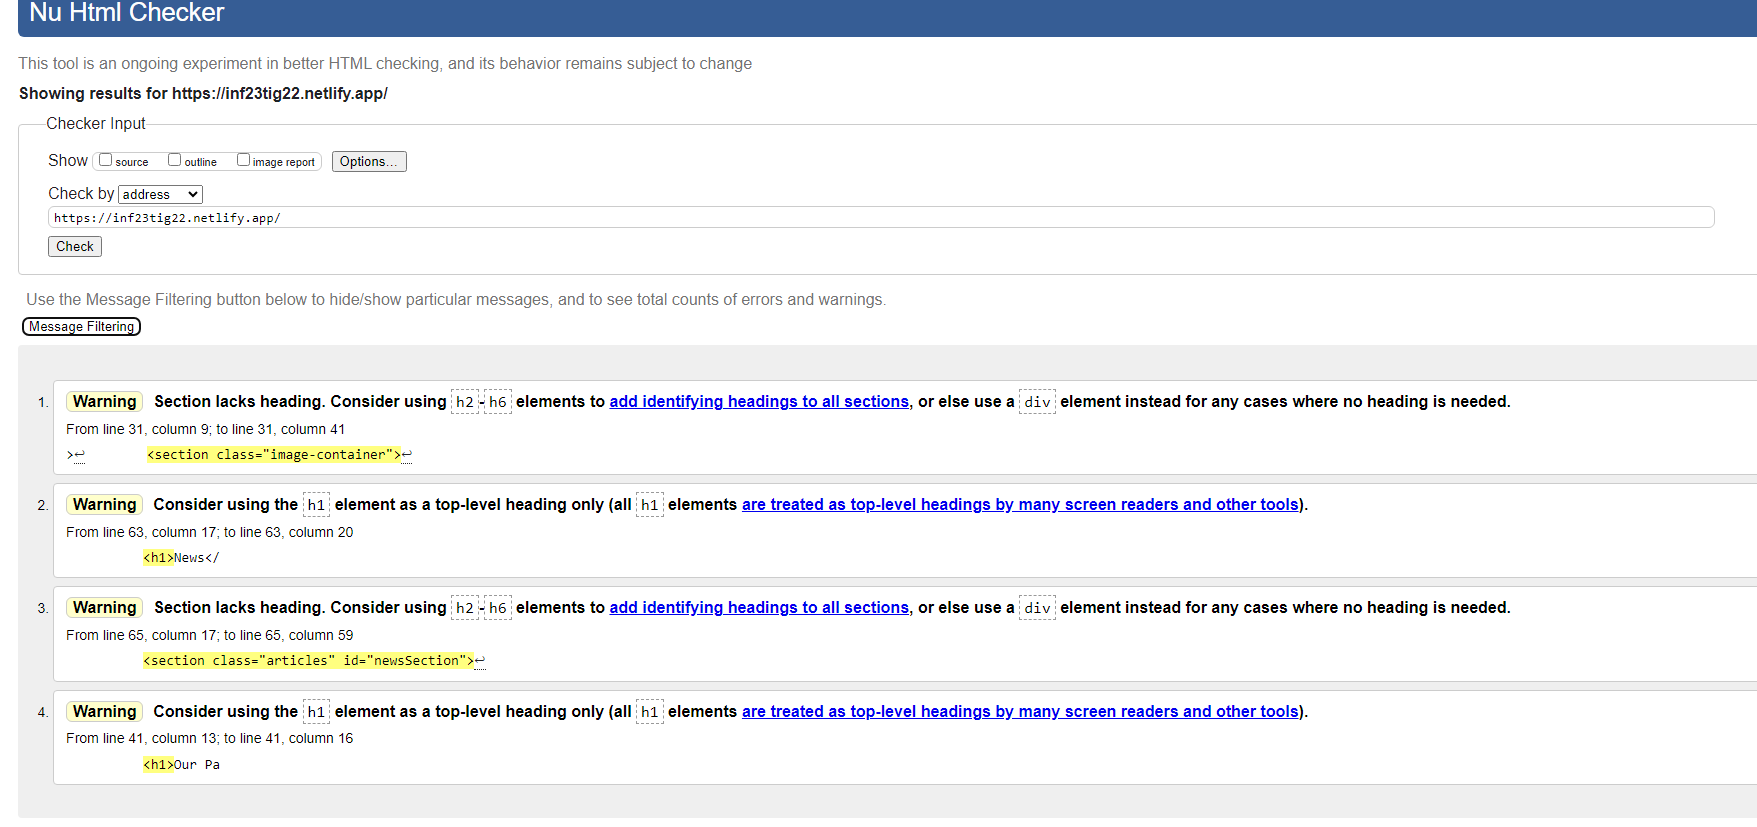 Nu Html Checker
This tool is an ongoing experiment in better HTML checking, and its behavior remains subject to change
Showing results for https://inf23tig22.netlify.app/
Checker Input
Show source outline image report Options...
Check by address
https://inf23tig22.netlify.app/
Check
Use the Message Filtering button below to hide/show particular messages, and to see total counts of errors and warnings.
Message Filtering
1. Warning Section lacks heading. Consider using h2-h6 elements to add identifying headings to all sections, or else use a div element instead for any cases where no heading is needed.
From line 31, column 9; to line 31, column 41
>↩ <section class="image-container">↩
2. Warning Consider using the h1 element as a top-level heading only (all h1 elements are treated as top-level headings by many screen readers and other tools).
From line 63, column 17; to line 63, column 20
<h1>News</
3. Warning Section lacks heading. Consider using h2-h6 elements to add identifying headings to all sections, or else use a div element instead for any cases where no heading is needed.
From line 65, column 17; to line 65, column 59
<section class="articles" id="newsSection">↩
4. Warning Consider using the h1 element as a top-level heading only (all h1 elements are treated as top-level headings by many screen readers and other tools).
From line 41, column 13; to line 41, column 16
<h1>Our Pa